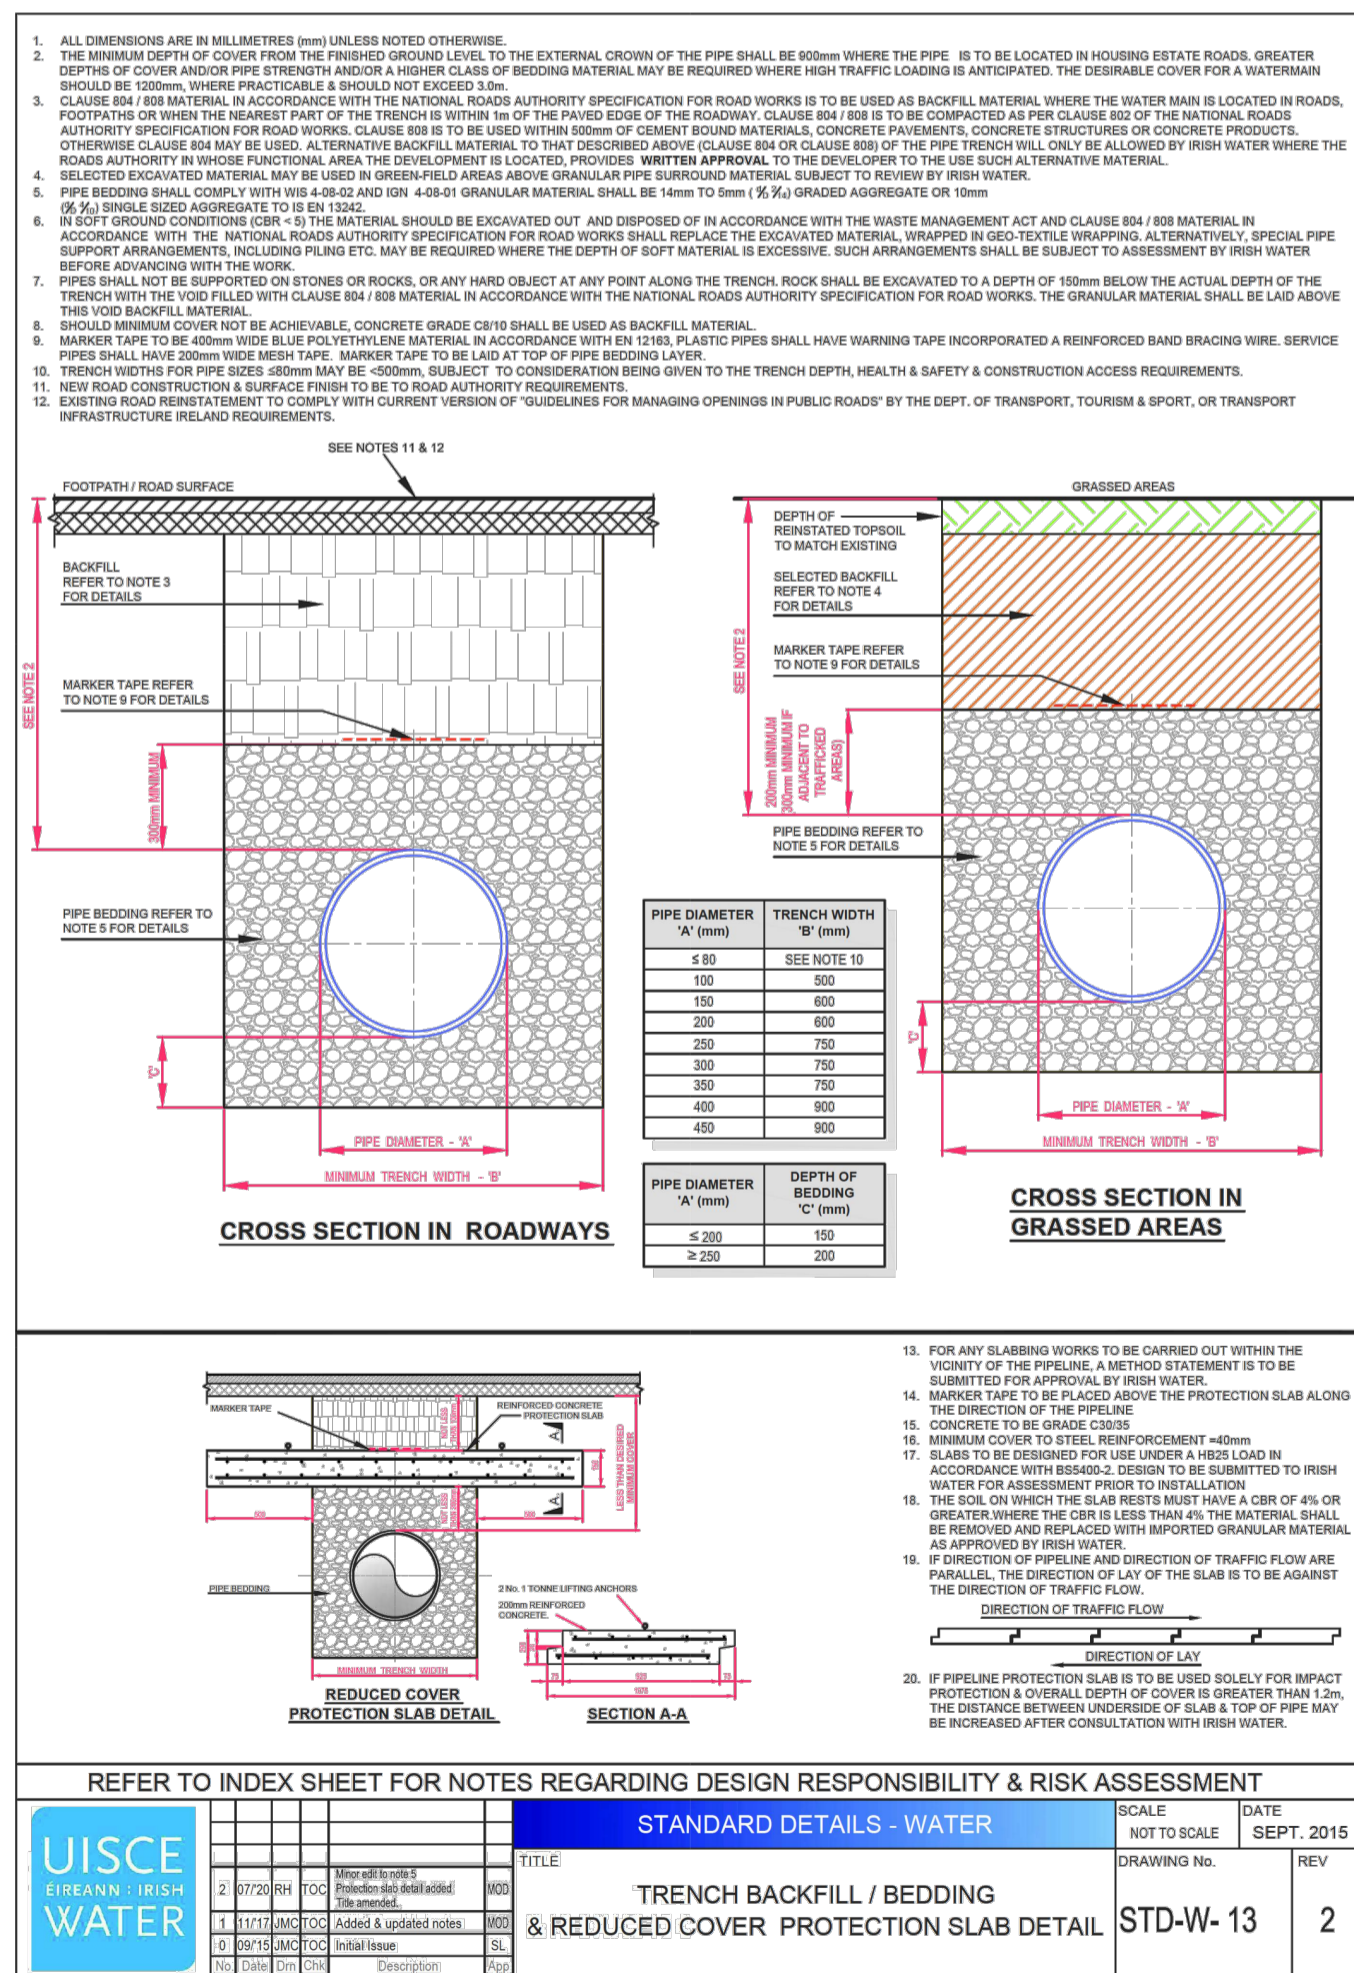 1. ALL DIMENSIONS ARE IN MILLIMETRES (mm) UNLESS NOTED OTHERWISE.
2. THE MINIMUM DEPTH OF COVER FROM THE FINISHED GROUND LEVEL TO THE EXTERNAL CROWN OF THE PIPE SHALL BE 900mm WHERE THE PIPE IS TO BE LOCATED IN HOUSING ESTATE ROADS. GREATER
DEPTHS OF COVER AND/OR PIPE STRENGTH AND/OR A HIGHER CLASS OF BEDDING MATERIAL MAY BE REQUIRED WHERE HIGH TRAFFIC LOADING IS ANTICIPATED. THE DESIRABLE COVER FOR A WATERMAIN
SHOULD BE 1200mm, WHERE PRACTICABLE & SHOULD NOT EXCEED 3.0m.
3. CLAUSE 804 / 808 MATERIAL IN ACCORDANCE WITH THE NATIONAL ROADS AUTHORITY SPECIFICATION FOR ROAD WORKS IS TO BE USED AS BACKFILL MATERIAL WHERE THE WATER MAIN IS LOCATED IN ROADS,
FOOTPATHS OR WHEN THE NEAREST PART OF THE TRENCH IS WITHIN 1m OF THE PAVED EDGE OF THE ROADWAY. CLAUSE 804 / 808 IS TO BE COMPACTED AS PER CLAUSE 802 OF THE NATIONAL ROADS
AUTHORITY SPECIFICATION FOR ROAD WORKS. CLAUSE 808 IS TO BE USED WITHIN 500mm OF CEMENT BOUND MATERIALS, CONCRETE PAVEMENTS, CONCRETE STRUCTURES OR CONCRETE PRODUCTS.
OTHERWISE CLAUSE 804 MAY BE USED. ALTERNATIVE BACKFILL MATERIAL TO THAT DESCRIBED ABOVE (CLAUSE 804 OR CLAUSE 808) OF THE PIPE TRENCH WILL ONLY BE ALLOWED BY IRISH WATER WHERE THE
ROADS AUTHORITY IN WHOSE FUNCTIONAL AREA THE DEVELOPMENT IS LOCATED, PROVIDES WRITTEN APPROVAL TO THE DEVELOPER TO THE USE SUCH ALTERNATIVE MATERIAL.
4. SELECTED EXCAVATED MATERIAL MAY BE USED IN GREEN-FIELD AREAS ABOVE GRANULAR PIPE SURROUND MATERIAL SUBJECT TO REVIEW BY IRISH WATER.
5. PIPE BEDDING SHALL COMPLY WITH WIS 4-08-02 AND IGN 4-08-01 GRANULAR MATERIAL SHALL BE 14mm TO 5mm ( ) GRADED AGGREGATE OR 10mm
( ) SINGLE SIZED AGGREGATE TO IS EN 13242.
6. IN SOFT GROUND CONDITIONS (CBR < 5) THE MATERIAL SHOULD BE EXCAVATED OUT AND DISPOSED OF IN ACCORDANCE WITH THE WASTE MANAGEMENT ACT AND CLAUSE 804 / 808 MATERIAL IN
ACCORDANCE WITH THE NATIONAL ROADS AUTHORITY SPECIFICATION FOR ROAD WORKS SHALL REPLACE THE EXCAVATED MATERIAL, WRAPPED IN GEO-TEXTILE WRAPPING. ALTERNATIVELY, SPECIAL PIPE
SUPPORT ARRANGEMENTS, INCLUDING PILING ETC. MAY BE REQUIRED WHERE THE DEPTH OF SOFT MATERIAL IS EXCESSIVE. SUCH ARRANGEMENTS SHALL BE SUBJECT TO ASSESSMENT BY IRISH WATER
BEFORE ADVANCING WITH THE WORK.
7. PIPES SHALL NOT BE SUPPORTED ON STONES OR ROCKS, OR ANY HARD OBJECT AT ANY POINT ALONG THE TRENCH. ROCK SHALL BE EXCAVATED TO A DEPTH OF 150mm BELOW THE ACTUAL DEPTH OF THE
TRENCH WITH THE VOID FILLED WITH CLAUSE 804 / 808 MATERIAL IN ACCORDANCE WITH THE NATIONAL ROADS AUTHORITY SPECIFICATION FOR ROAD WORKS. THE GRANULAR MATERIAL SHALL BE LAID ABOVE
THIS VOID BACKFILL MATERIAL.
8. SHOULD MINIMUM COVER NOT BE ACHIEVABLE, CONCRETE GRADE C8/10 SHALL BE USED AS BACKFILL MATERIAL.
9. MARKER TAPE TO BE 400mm WIDE BLUE POLYETHYLENE MATERIAL IN ACCORDANCE WITH EN 12163, PLASTIC PIPES SHALL HAVE WARNING TAPE INCORPORATED A REINFORCED BAND BRACING WIRE. SERVICE
PIPES SHALL HAVE 200mm WIDE MESH TAPE. MARKER TAPE TO BE LAID AT TOP OF PIPE BEDDING LAYER.
10. TRENCH WIDTHS FOR PIPE SIZES ≤80mm MAY BE <500mm, SUBJECT TO CONSIDERATION BEING GIVEN TO THE TRENCH DEPTH, HEALTH & SAFETY & CONSTRUCTION ACCESS REQUIREMENTS.
11. NEW ROAD CONSTRUCTION & SURFACE FINISH TO BE TO ROAD AUTHORITY REQUIREMENTS.
12. EXISTING ROAD REINSTATEMENT TO COMPLY WITH CURRENT VERSION OF "GUIDELINES FOR MANAGING OPENINGS IN PUBLIC ROADS" BY THE DEPT. OF TRANSPORT, TOURISM & SPORT, OR TRANSPORT
INFRASTRUCTURE IRELAND REQUIREMENTS.
SEE NOTES 11 & 12
FOOTPATH / ROAD SURFACE
BACKFILL
REFER TO NOTE 3
FOR DETAILS
SEE NOTE 2
MARKER TAPE REFER
TO NOTE 9 FOR DETAILS
300mm MINIMUM
PIPE BEDDING REFER TO
NOTE 5 FOR DETAILS
'C'
PIPE DIAMETER - 'A'
MINIMUM TRENCH WIDTH - 'B'
CROSS SECTION IN ROADWAYS
GRASSED AREAS
DEPTH OF
REINSTATED TOPSOIL
TO MATCH EXISTING
SELECTED BACKFILL
REFER TO NOTE 4
FOR DETAILS
SEE NOTE 2
MARKER TAPE REFER
TO NOTE 9 FOR DETAILS
200mm MINIMUM
300mm MINIMUM IF
ADJACENT TO
TRAFFICKED
AREAS)
PIPE BEDDING REFER TO
NOTE 5 FOR DETAILS
'C'
PIPE DIAMETER - 'A'
MINIMUM TRENCH WIDTH - 'B'
CROSS SECTION IN
GRASSED AREAS
PIPE DIAMETER 'A' (mm) TRENCH WIDTH 'B' (mm)
≤ 80 SEE NOTE 10
100 500
150 600
200 600
250 750
300 750
350 750
400 900
450 900
PIPE DIAMETER 'A' (mm) DEPTH OF BEDDING 'C' (mm)
≤ 200 150
≥ 250 200
MARKER TAPE
REINFORCED CONCRETE
PROTECTION SLAB
NOT LESS
A
LESS THAN DESIRED
MINIMUM COVER
A
NOT LESS
500
PIPE BEDDING
MINIMUM TRENCH WIDTH
REDUCED COVER
PROTECTION SLAB DETAIL
2 No. 1 TONNE LIFTING ANCHORS
200mm REINFORCED
CONCRETE.
75 925 75
1075
SECTION A-A
13. FOR ANY SLABBING WORKS TO BE CARRIED OUT WITHIN THE
VICINITY OF THE PIPELINE, A METHOD STATEMENT IS TO BE
SUBMITTED FOR APPROVAL BY IRISH WATER.
14. MARKER TAPE TO BE PLACED ABOVE THE PROTECTION SLAB ALONG
THE DIRECTION OF THE PIPELINE
15. CONCRETE TO BE GRADE C30/35
16. MINIMUM COVER TO STEEL REINFORCEMENT =40mm
17. SLABS TO BE DESIGNED FOR USE UNDER A HB25 LOAD IN
ACCORDANCE WITH BS5400-2. DESIGN TO BE SUBMITTED TO IRISH
WATER FOR ASSESSMENT PRIOR TO INSTALLATION
18. THE SOIL ON WHICH THE SLAB RESTS MUST HAVE A CBR OF 4% OR
GREATER.WHERE THE CBR IS LESS THAN 4% THE MATERIAL SHALL
BE REMOVED AND REPLACED WITH IMPORTED GRANULAR MATERIAL
AS APPROVED BY IRISH WATER.
19. IF DIRECTION OF PIPELINE AND DIRECTION OF TRAFFIC FLOW ARE
PARALLEL, THE DIRECTION OF LAY OF THE SLAB IS TO BE AGAINST
THE DIRECTION OF TRAFFIC FLOW.
DIRECTION OF TRAFFIC FLOW
DIRECTION OF LAY
20. IF PIPELINE PROTECTION SLAB IS TO BE USED SOLELY FOR IMPACT
PROTECTION & OVERALL DEPTH OF COVER IS GREATER THAN 1.2m,
THE DISTANCE BETWEEN UNDERSIDE OF SLAB & TOP OF PIPE MAY
BE INCREASED AFTER CONSULTATION WITH IRISH WATER.
REFER TO INDEX SHEET FOR NOTES REGARDING DESIGN RESPONSIBILITY & RISK ASSESSMENT
UISCE
ÉIREANN : IRISH
WATER
2 07/'20 RH TOC Minor edit to note 5 Protection slab detail added Title amended. MOD
1 11/'17 JMC TOC Added & updated notes MOD
0 09/'15 JMC TOC Initial Issue SL
No. Date Drn Chk Description App
STANDARD DETAILS - WATER
TITLE
TRENCH BACKFILL / BEDDING
& REDUCED COVER PROTECTION SLAB DETAIL
SCALE
NOT TO SCALE
DATE
SEPT. 2015
DRAWING No.
STD-W- 13
REV
2